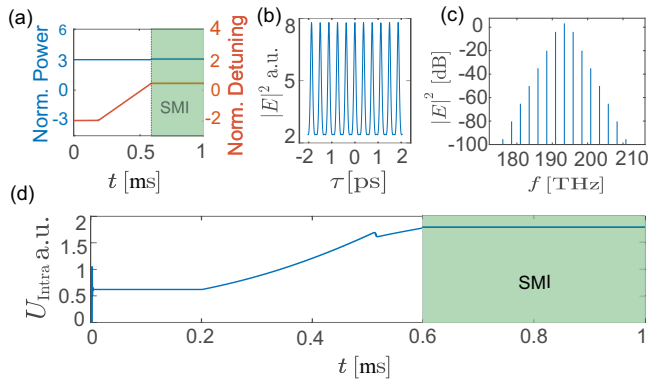 (a)
Norm. Power
6
3
0
-3
4
2
0
-2
Norm. Detuning
SMI
0
0.5
1
t [ms]
(b)
|E|² a.u.
8
5
2
-2
-1
0
1
2
τ [ps]
(c)
|E|² [dB]
0
-20
-40
-60
-80
-100
180
190
200
210
f [THz]
(d)
U_Intra a.u.
2
1.5
1
0.5
0
SMI
0
0.2
0.4
0.6
0.8
1
t [ms]